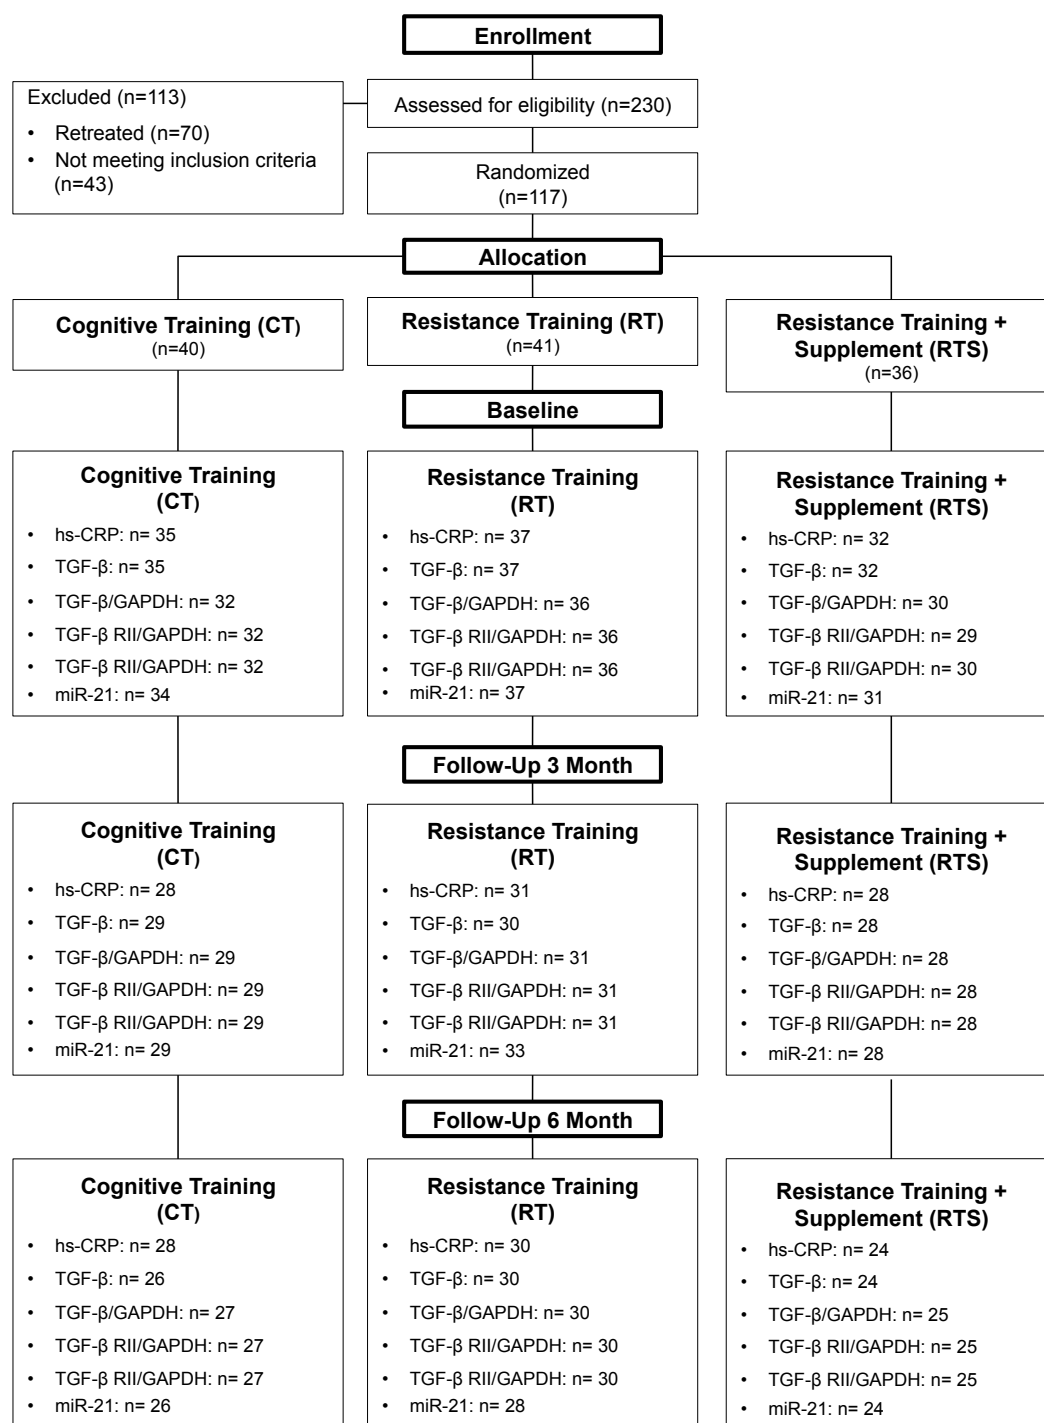 Enrollment
Excluded (n=113)
• Retreated (n=70)
• Not meeting inclusion criteria
(n=43)
Assessed for eligibility (n=230)
Randomized
(n=117)
Allocation
Cognitive Training (CT)
(n=40)
Resistance Training (RT)
(n=41)
Resistance Training +
Supplement (RTS)
(n=36)
Baseline
Cognitive Training
(CT)
• hs-CRP: n= 35
• TGF-β: n= 35
• TGF-β/GAPDH: n= 32
• TGF-β RII/GAPDH: n= 32
• TGF-β RII/GAPDH: n= 32
• miR-21: n= 34
Resistance Training
(RT)
• hs-CRP: n= 37
• TGF-β: n= 37
• TGF-β/GAPDH: n= 36
• TGF-β RII/GAPDH: n= 36
• TGF-β RII/GAPDH: n= 36
• miR-21: n= 37
Resistance Training +
Supplement (RTS)
• hs-CRP: n= 32
• TGF-β: n= 32
• TGF-β/GAPDH: n= 30
• TGF-β RII/GAPDH: n= 29
• TGF-β RII/GAPDH: n= 30
• miR-21: n= 31
Follow-Up 3 Month
Cognitive Training
(CT)
• hs-CRP: n= 28
• TGF-β: n= 29
• TGF-β/GAPDH: n= 29
• TGF-β RII/GAPDH: n= 29
• TGF-β RII/GAPDH: n= 29
• miR-21: n= 29
Resistance Training
(RT)
• hs-CRP: n= 31
• TGF-β: n= 30
• TGF-β/GAPDH: n= 31
• TGF-β RII/GAPDH: n= 31
• TGF-β RII/GAPDH: n= 31
• miR-21: n= 33
Resistance Training +
Supplement (RTS)
• hs-CRP: n= 28
• TGF-β: n= 28
• TGF-β/GAPDH: n= 28
• TGF-β RII/GAPDH: n= 28
• TGF-β RII/GAPDH: n= 28
• miR-21: n= 28
Follow-Up 6 Month
Cognitive Training
(CT)
• hs-CRP: n= 28
• TGF-β: n= 26
• TGF-β/GAPDH: n= 27
• TGF-β RII/GAPDH: n= 27
• TGF-β RII/GAPDH: n= 27
• miR-21: n= 26
Resistance Training
(RT)
• hs-CRP: n= 30
• TGF-β: n= 30
• TGF-β/GAPDH: n= 30
• TGF-β RII/GAPDH: n= 30
• TGF-β RII/GAPDH: n= 30
• miR-21: n= 28
Resistance Training +
Supplement (RTS)
• hs-CRP: n= 24
• TGF-β: n= 24
• TGF-β/GAPDH: n= 25
• TGF-β RII/GAPDH: n= 25
• TGF-β RII/GAPDH: n= 25
• miR-21: n= 24